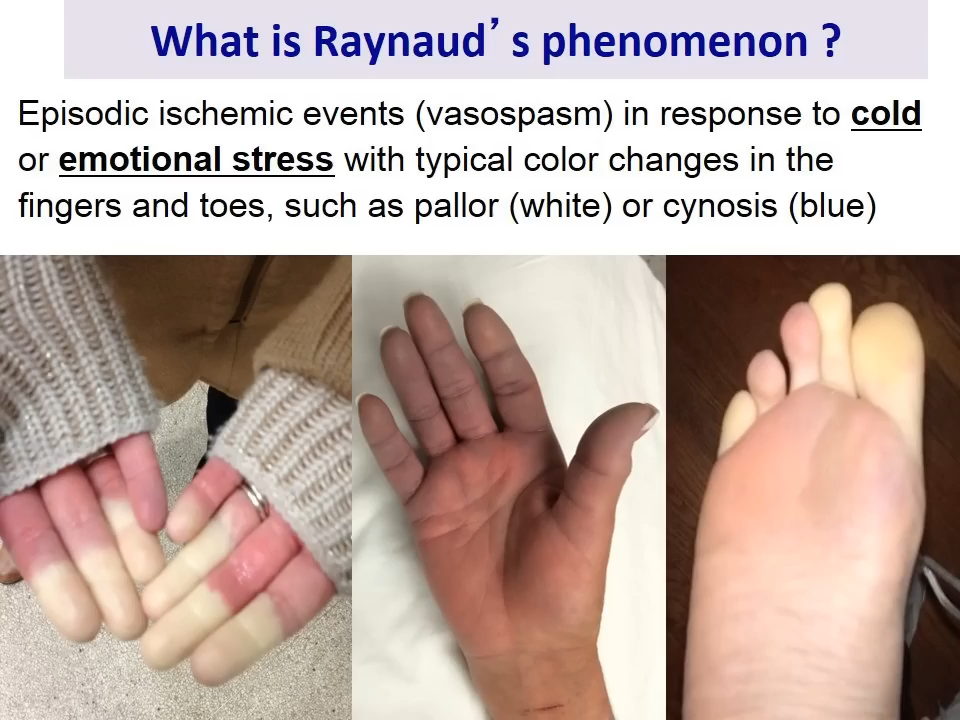 What is Raynaud’ s phenomenon ?
Episodic ischemic events (vasospasm) in response to cold
or emotional stress with typical color changes in the
fingers and toes, such as pallor (white) or cynosis (blue)